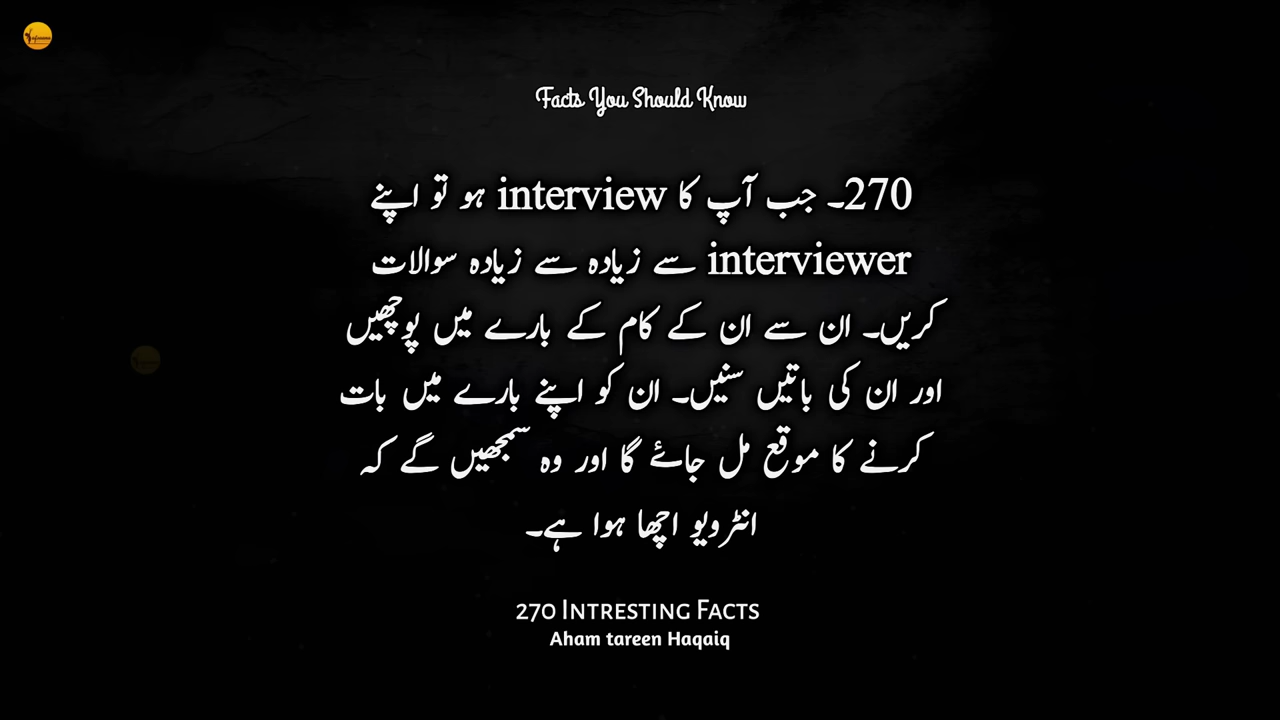 Facts You Should Know
270۔ جب آپ کا interview ہو تو اپنے
interviewer سے زیادہ سے زیادہ سوالات
کریں۔ ان سے ان کے کام کے بارے میں پوچھیں
اور ان کی باتیں سنیں۔ ان کو اپنے بارے میں بات
کرنے کا موقع مل جائے گا اور وہ سمجھیں گے کہ
انٹرویو اچھا ہوا ہے۔
270 Intresting Facts
Aham tareen Haqaiq